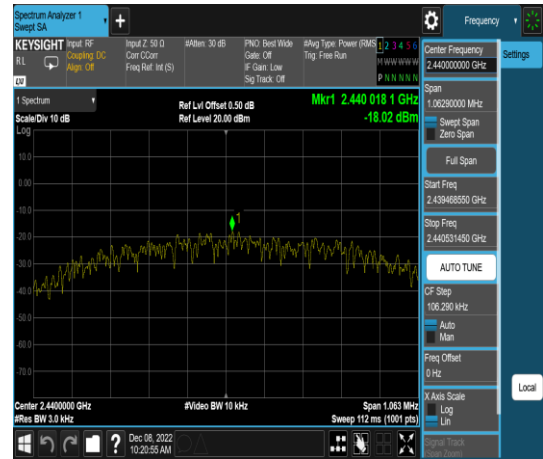 Spectrum Analyzer 1
Swept SA
+
Frequency
KEYSIGHT
RL
LXI
Input: RF
Coupling: DC
Align: Off
Input Z: 50 Ω
Corr CCorr
Freq Ref: Int (S)
#Atten: 30 dB
PNO: Best Wide
Gate: Off
IF Gain: Low
Sig Track: Off
#Avg Type: Power (RMS
Trig: Free Run
1 2 3 4 5 6
M W W W W W
P N N N N N
1 Spectrum
Scale/Div 10 dB
Log
Ref Lvl Offset 0.50 dB
Ref Level 20.00 dBm
Mkr1 2.440 018 1 GHz
-18.02 dBm
10.0
0.00
-10.0
-20.0
-30.0
-40.0
-50.0
-60.0
-70.0
1
Center 2.4400000 GHz
#Res BW 3.0 kHz
#Video BW 10 kHz
Span 1.063 MHz
Sweep 112 ms (1001 pts)
?
Dec 08, 2022
10:20:55 AM
Center Frequency
2.440000000 GHz
Span
1.06290000 MHz
Swept Span
Zero Span
Full Span
Start Freq
2.439468550 GHz
Stop Freq
2.440531450 GHz
AUTO TUNE
CF Step
106.290 kHz
Auto
Man
Freq Offset
0 Hz
X Axis Scale
Log
Lin
Signal Track
(Span Zoom)
Settings
Local